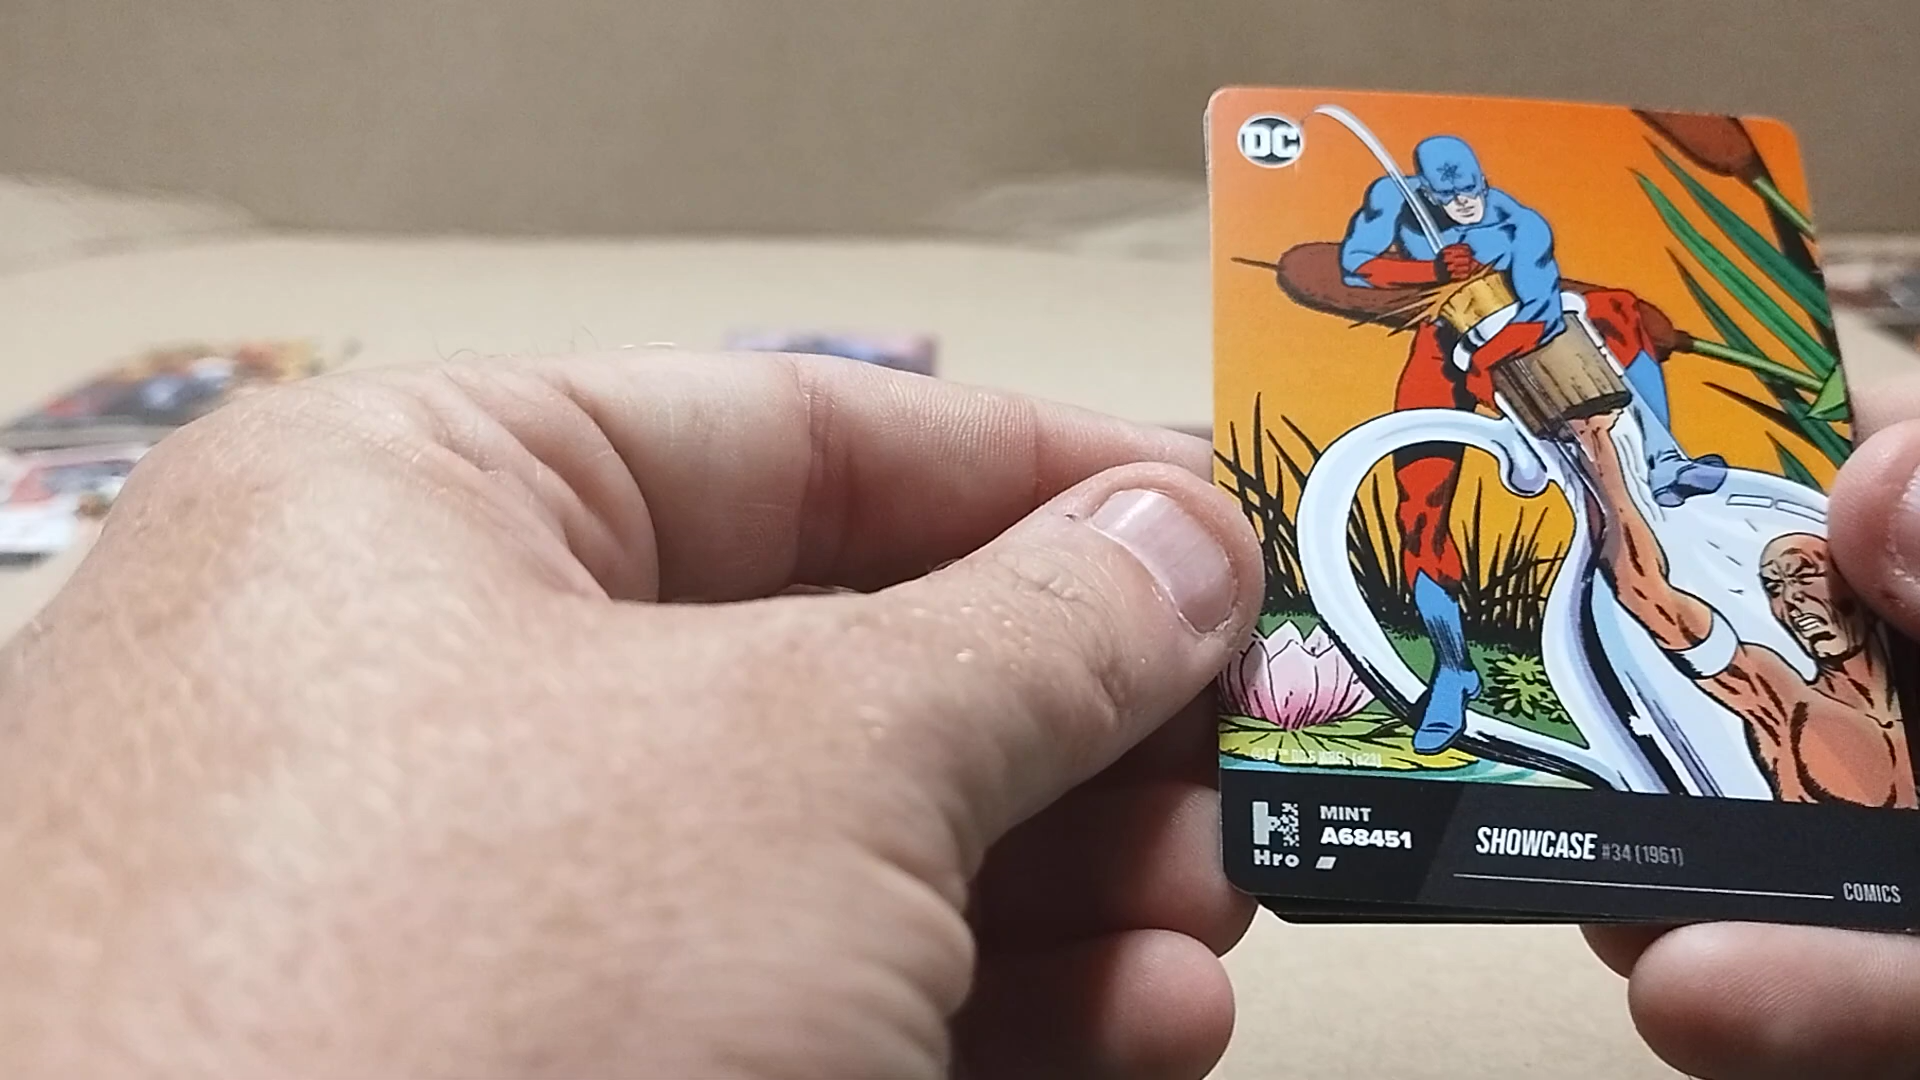 DC
MINT
A68451
Hro
SHOWCASE #34 (1961)
COMICS